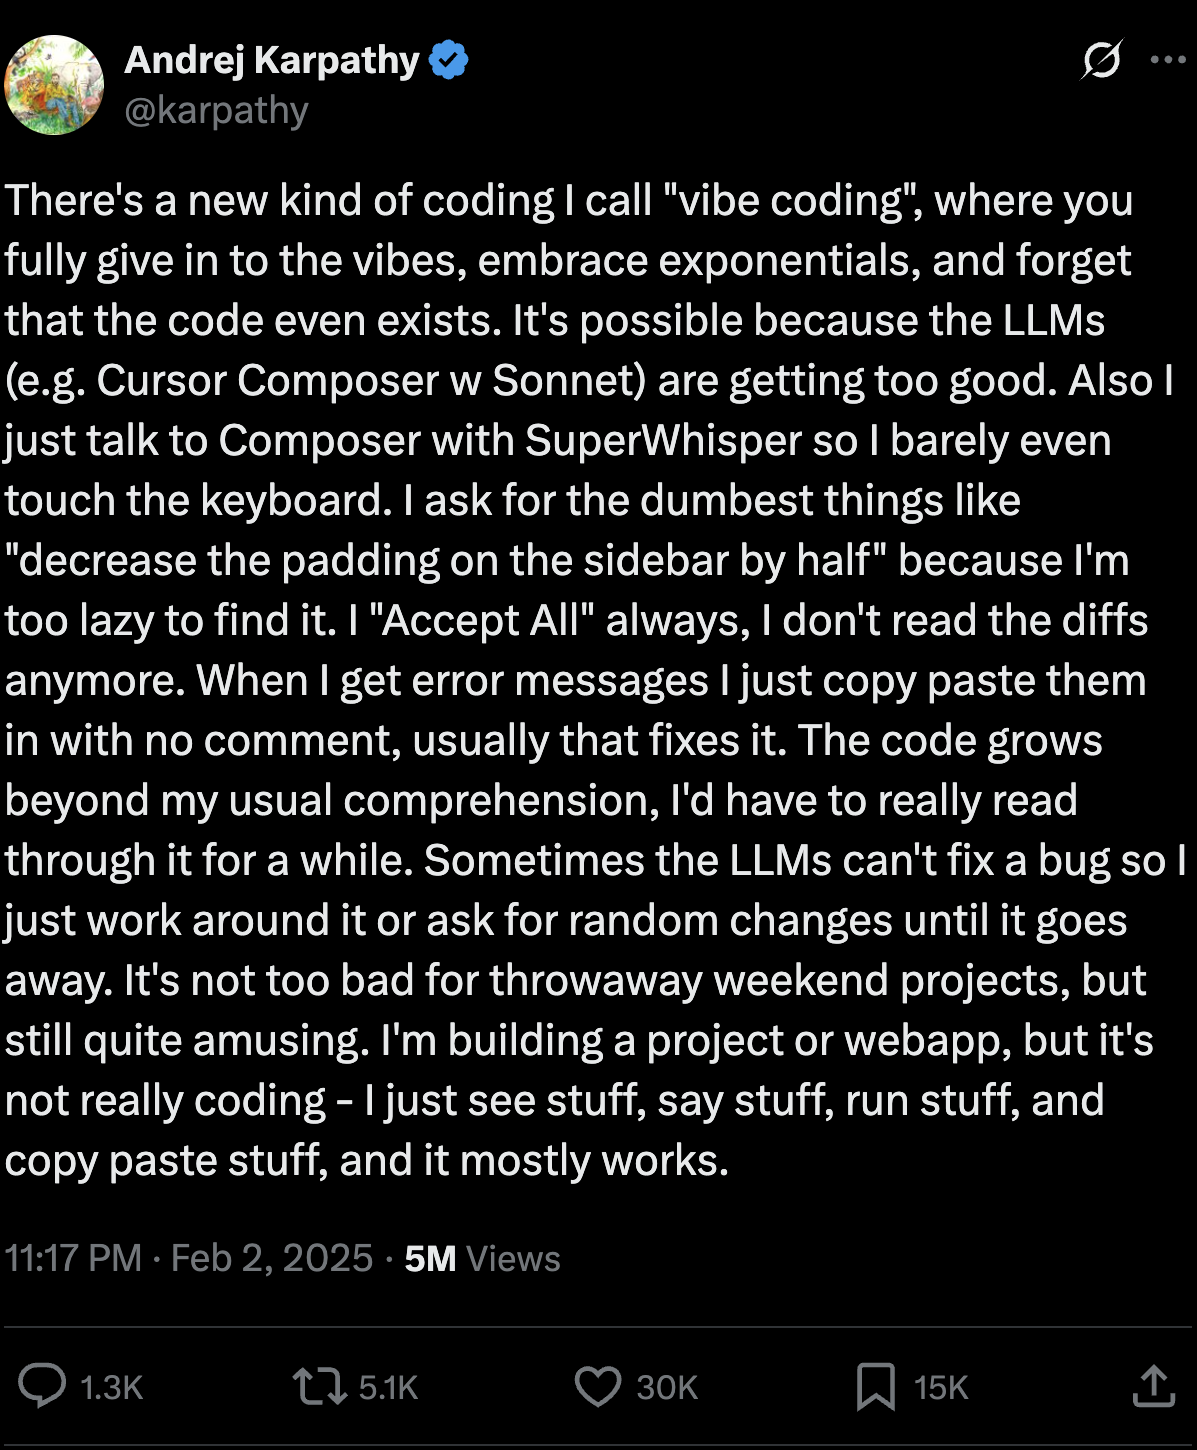 Andrej Karpathy
@karpathy
There's a new kind of coding I call "vibe coding", where you
fully give in to the vibes, embrace exponentials, and forget
that the code even exists. It's possible because the LLMs
(e.g. Cursor Composer w Sonnet) are getting too good. Also I
just talk to Composer with SuperWhisper so I barely even
touch the keyboard. I ask for the dumbest things like
"decrease the padding on the sidebar by half" because I'm
too lazy to find it. I "Accept All" always, I don't read the diffs
anymore. When I get error messages I just copy paste them
in with no comment, usually that fixes it. The code grows
beyond my usual comprehension, I'd have to really read
through it for a while. Sometimes the LLMs can't fix a bug so I
just work around it or ask for random changes until it goes
away. It's not too bad for throwaway weekend projects, but
still quite amusing. I'm building a project or webapp, but it's
not really coding - I just see stuff, say stuff, run stuff, and
copy paste stuff, and it mostly works.
11:17 PM · Feb 2, 2025 · 5M Views
1.3K 5.1K 30K 15K